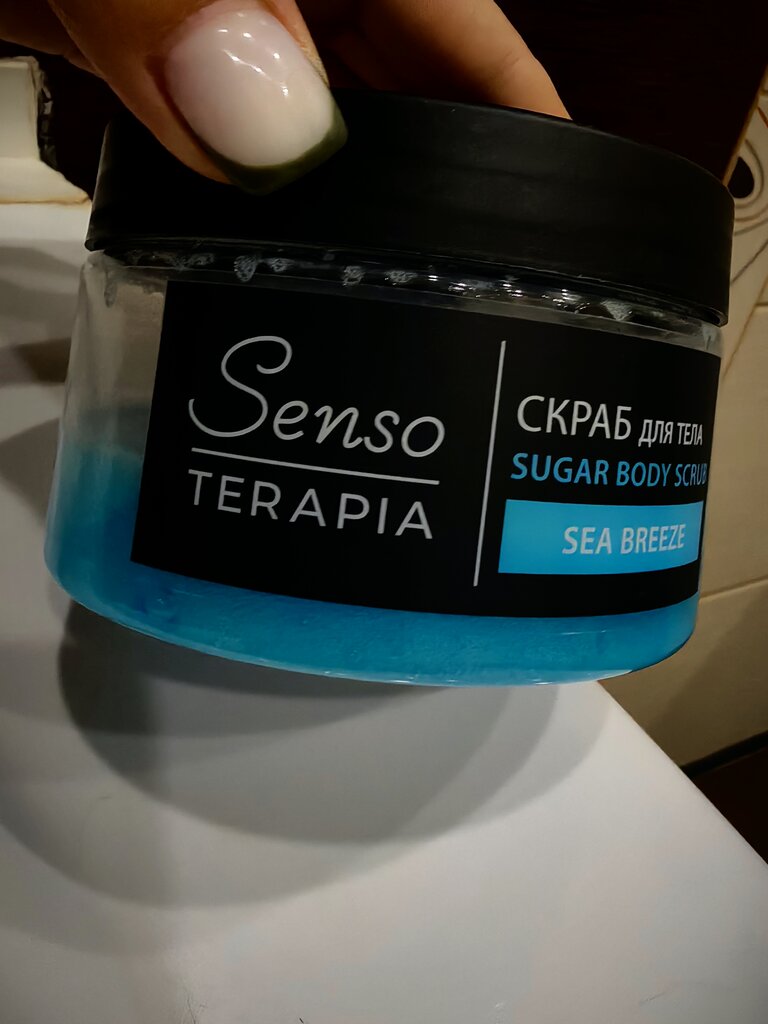 Senso
TERAPIA
СКРАБ ДЛЯ ТЕЛА
SUGAR BODY SCRUB
SEA BREEZE